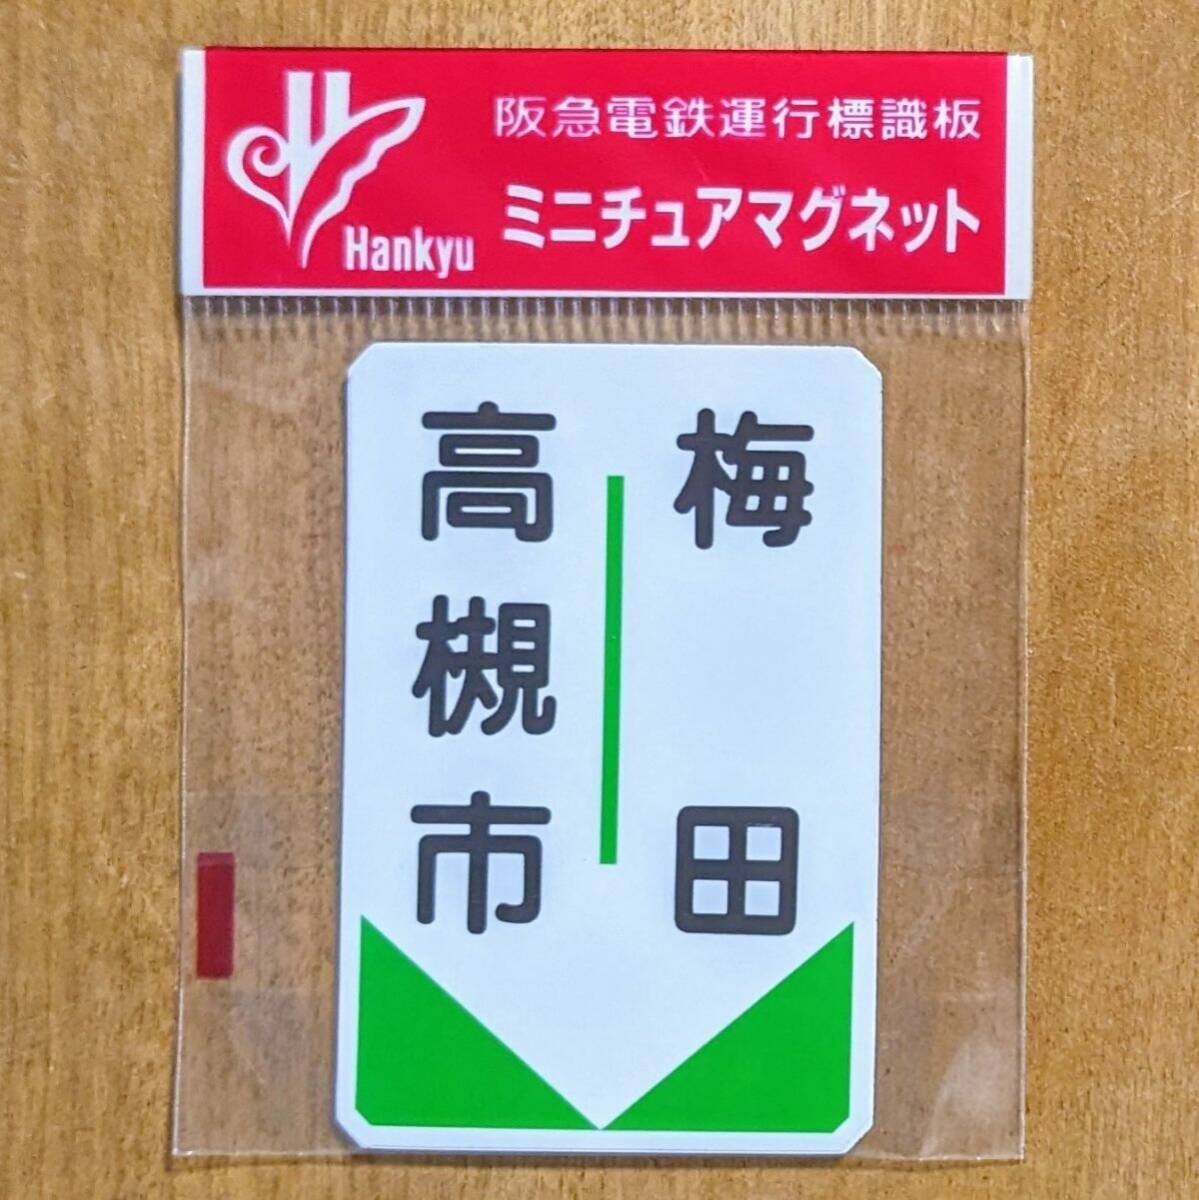 阪急電鉄運行標識板
Hankyu
ミニチュアマグネット
梅田
高槻市